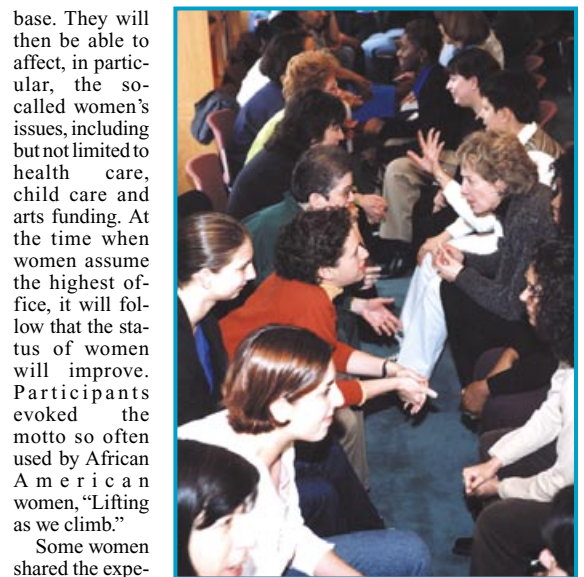 base. They will
then be able to
affect, in partic-
ular, the so-
called women's
issues, including
but not limited to
health care,
child care and
arts funding. At
the time when
women assume
the highest of-
fice, it will fol-
low that the sta-
tus of women
will improve.
Participants
evoked the
motto so often
used by African
American
women, “Lifting
as we climb.”
Some women
shared the expe-